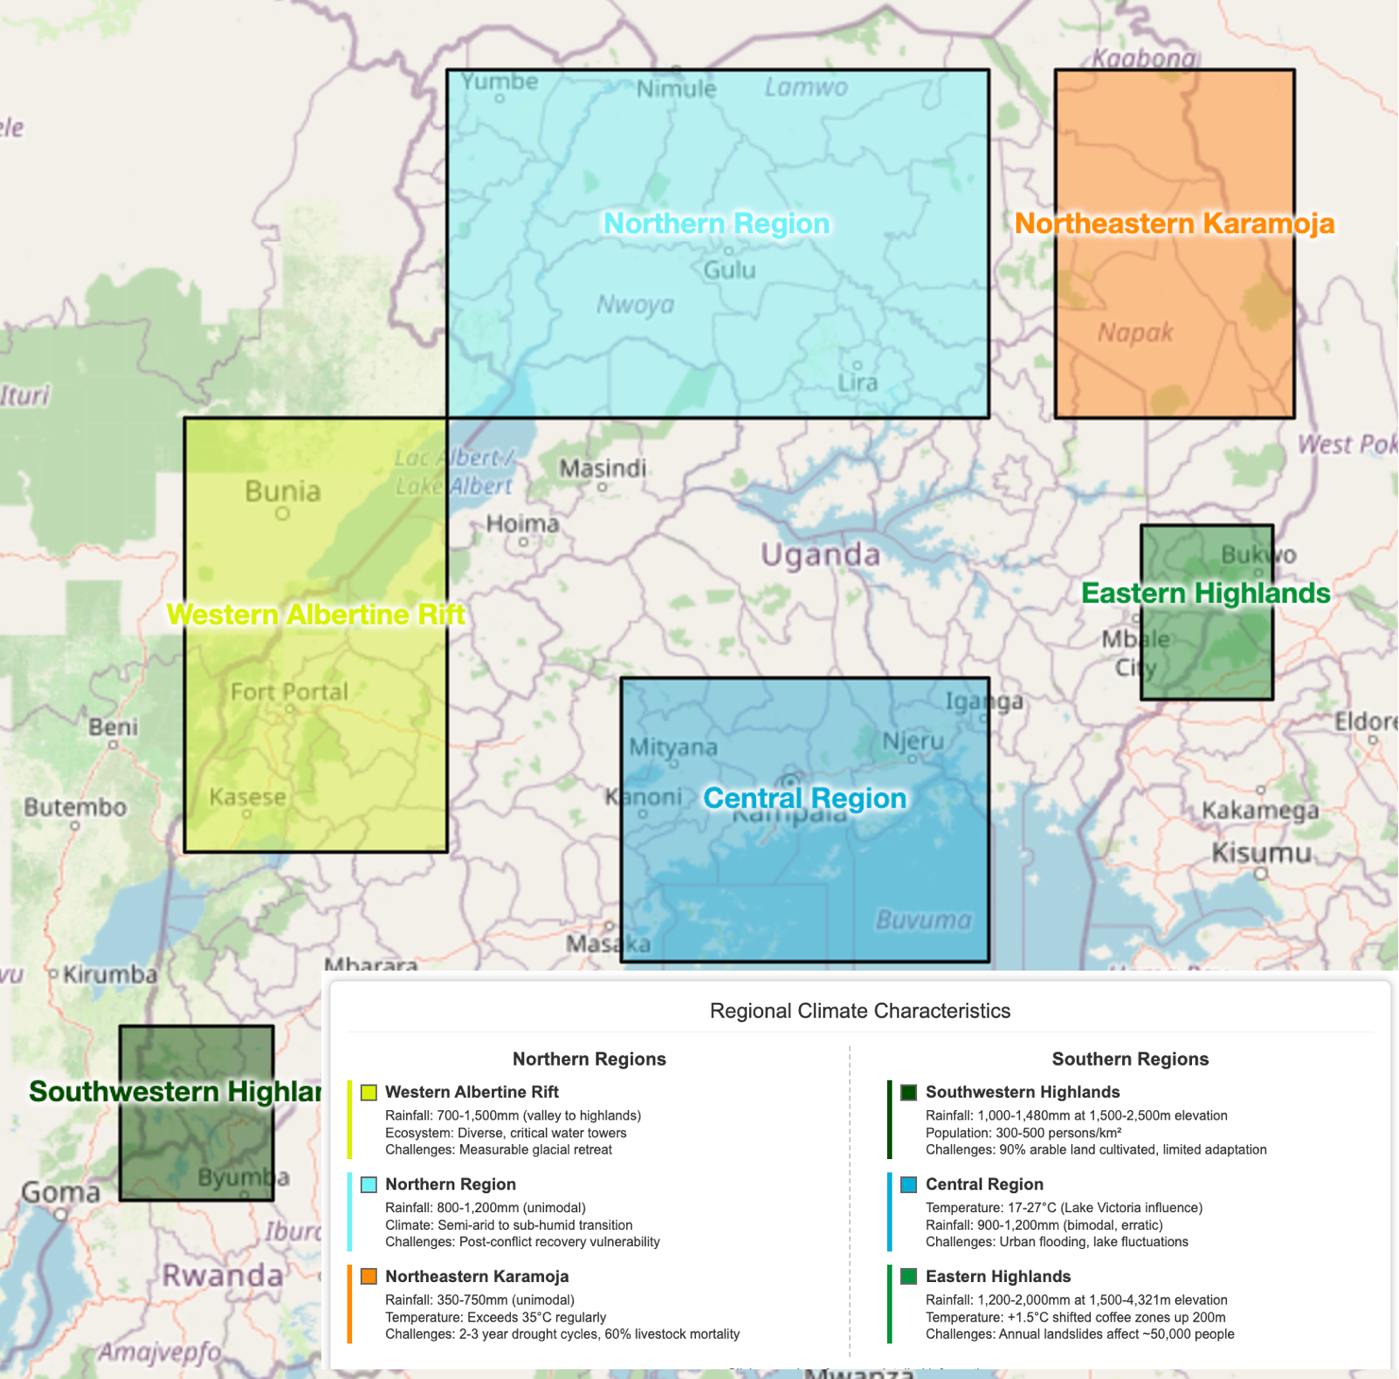 Kaabong
Yumbe
Nimule
Lamwo
ele
Northern Region
Northeastern Karamoja
Gulu
Nwoya
Napak
Lira
Ituri
West Pok
Lac Albert /
Lake Albert
Masindi
Bunia
Hoima
Uganda
Bukwo
Eastern Highlands
Western Albertine Rift
Mbale
City
Fort Portal
Iganga
Beni
Mityana
Njeru
Eldore
Kasese
Kanoni
Central Region
Kampala
Butembo
Kakamega
Kisumu
Buvuma
Masaka
Mbarara
vu
Kirumba
Southwestern Highlan
Byumba
Goma
Rwanda
Amajyepfo
Mwanza
Regional Climate Characteristics
Northern Regions
Western Albertine Rift
Rainfall: 700-1,500mm (valley to highlands)
Ecosystem: Diverse, critical water towers
Challenges: Measurable glacial retreat
Northern Region
Rainfall: 800-1,200mm (unimodal)
Climate: Semi-arid to sub-humid transition
Challenges: Post-conflict recovery vulnerability
Northeastern Karamoja
Rainfall: 350-750mm (unimodal)
Temperature: Exceeds 35°C regularly
Challenges: 2-3 year drought cycles, 60% livestock mortality
Southern Regions
Southwestern Highlands
Rainfall: 1,000-1,480mm at 1,500-2,500m elevation
Population: 300-500 persons/km²
Challenges: 90% arable land cultivated, limited adaptation
Central Region
Temperature: 17-27°C (Lake Victoria influence)
Rainfall: 900-1,200mm (bimodal, erratic)
Challenges: Urban flooding, lake fluctuations
Eastern Highlands
Rainfall: 1,200-2,000mm at 1,500-4,321m elevation
Temperature: +1.5°C shifted coffee zones up 200m
Challenges: Annual landslides affect ~50,000 people